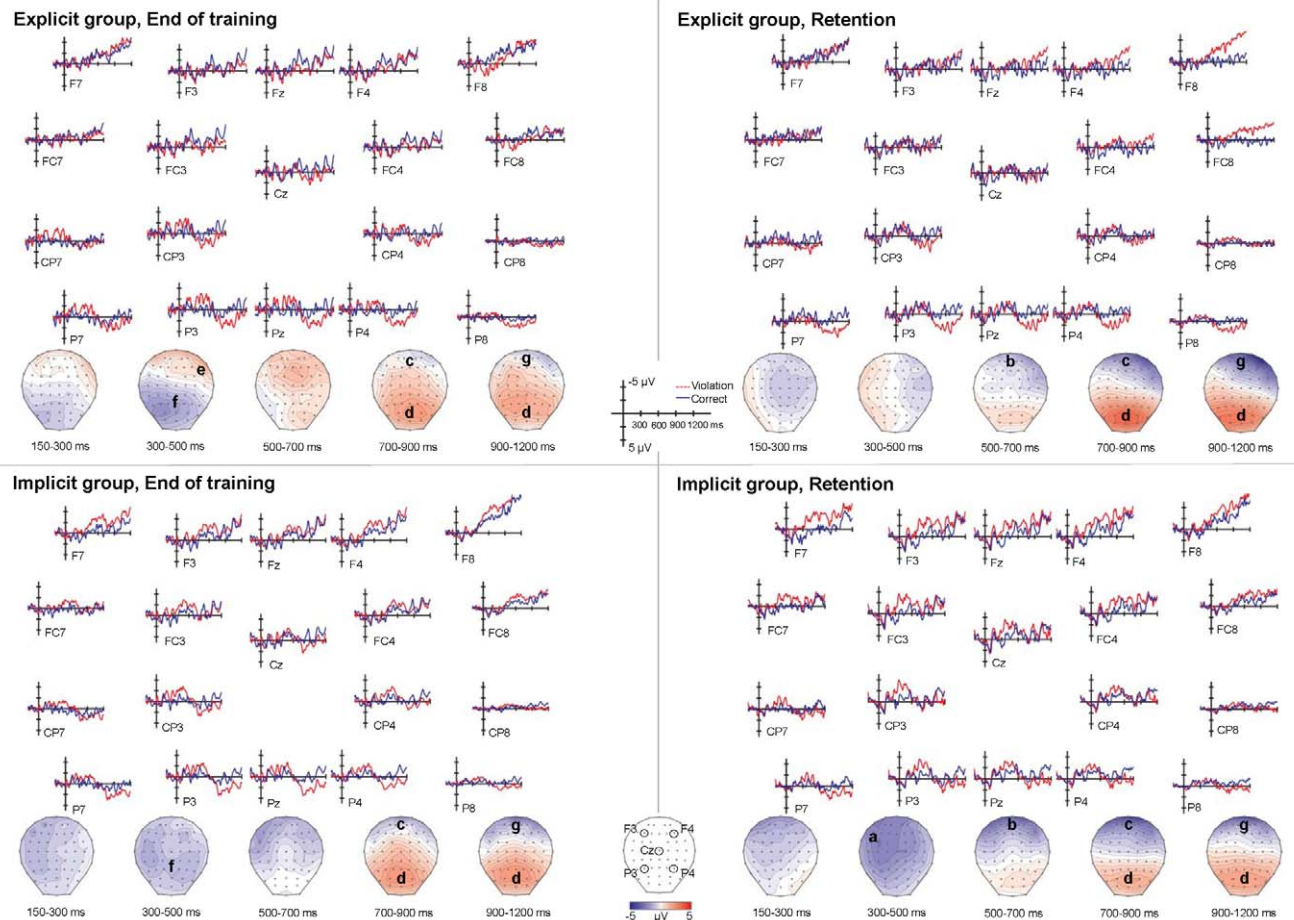 Explicit group, End of training
F7 F3 Fz F4 F8
FC7 FC3 Cz FC4 FC8
CP7 CP3 CP4 CP8
P7 P3 Pz P4 P8
e f c d g d
150-300 ms 300-500 ms 500-700 ms 700-900 ms 900-1200 ms
Explicit group, Retention
F7 F3 Fz F4 F8
FC7 FC3 Cz FC4 FC8
CP7 CP3 CP4 CP8
P7 P3 Pz P4 P8
b c d g d
150-300 ms 300-500 ms 500-700 ms 700-900 ms 900-1200 ms
-5 µV
Violation
Correct
300 600 900 1200 ms
5 µV
Implicit group, End of training
F7 F3 Fz F4 F8
FC7 FC3 Cz FC4 FC8
CP7 CP3 CP4 CP8
P7 P3 Pz P4 P8
f c d g d
150-300 ms 300-500 ms 500-700 ms 700-900 ms 900-1200 ms
F3 F4
Cz
P3 P4
-5 µV 5
Implicit group, Retention
F7 F3 Fz F4 F8
FC7 FC3 Cz FC4 FC8
CP7 CP3 CP4 CP8
P7 P3 Pz P4 P8
a b c d g d
150-300 ms 300-500 ms 500-700 ms 700-900 ms 900-1200 ms